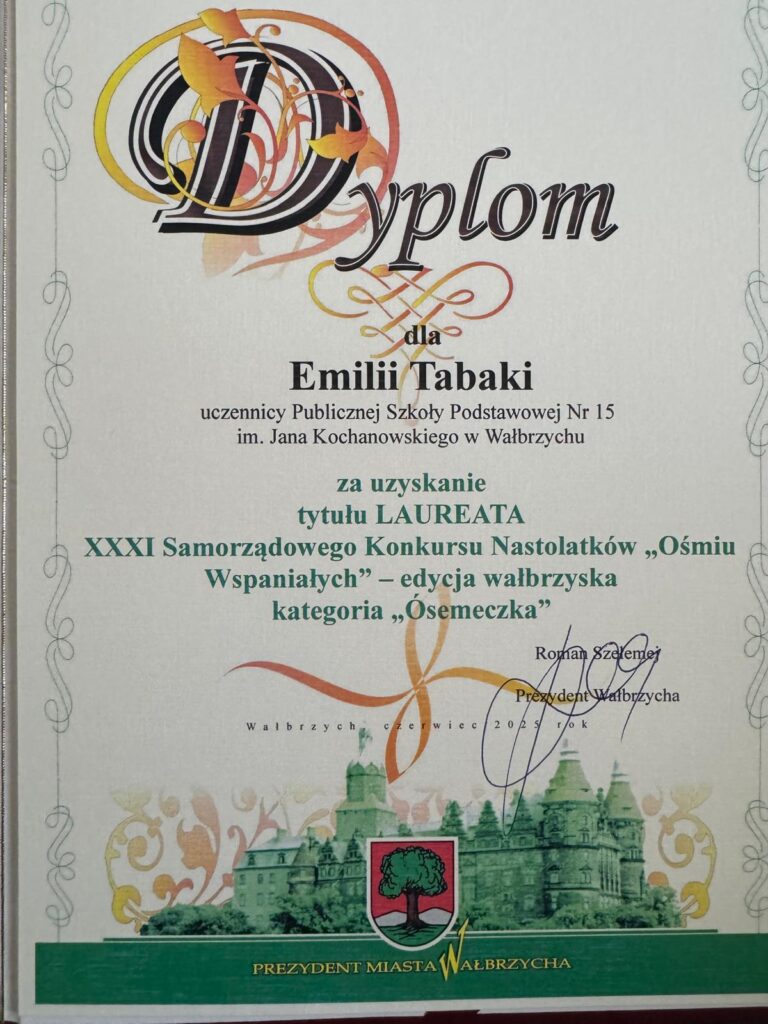 Dyplom
dla
Emilii Tabaki
uczennicy Publicznej Szkoły Podstawowej Nr 15
im. Jana Kochanowskiego w Wałbrzychu
za uzyskanie
tytułu LAUREATA
XXXI Samorządowego Konkursu Nastolatków „Ośmiu
Wspaniałych” – edycja wałbrzyska
kategoria „Ósemeczka”
Roman Szełemej
Prezydent Wałbrzycha
Wałbrzych, czerwiec 2025 rok
PREZYDENT MIASTA WAŁBRZYCHA